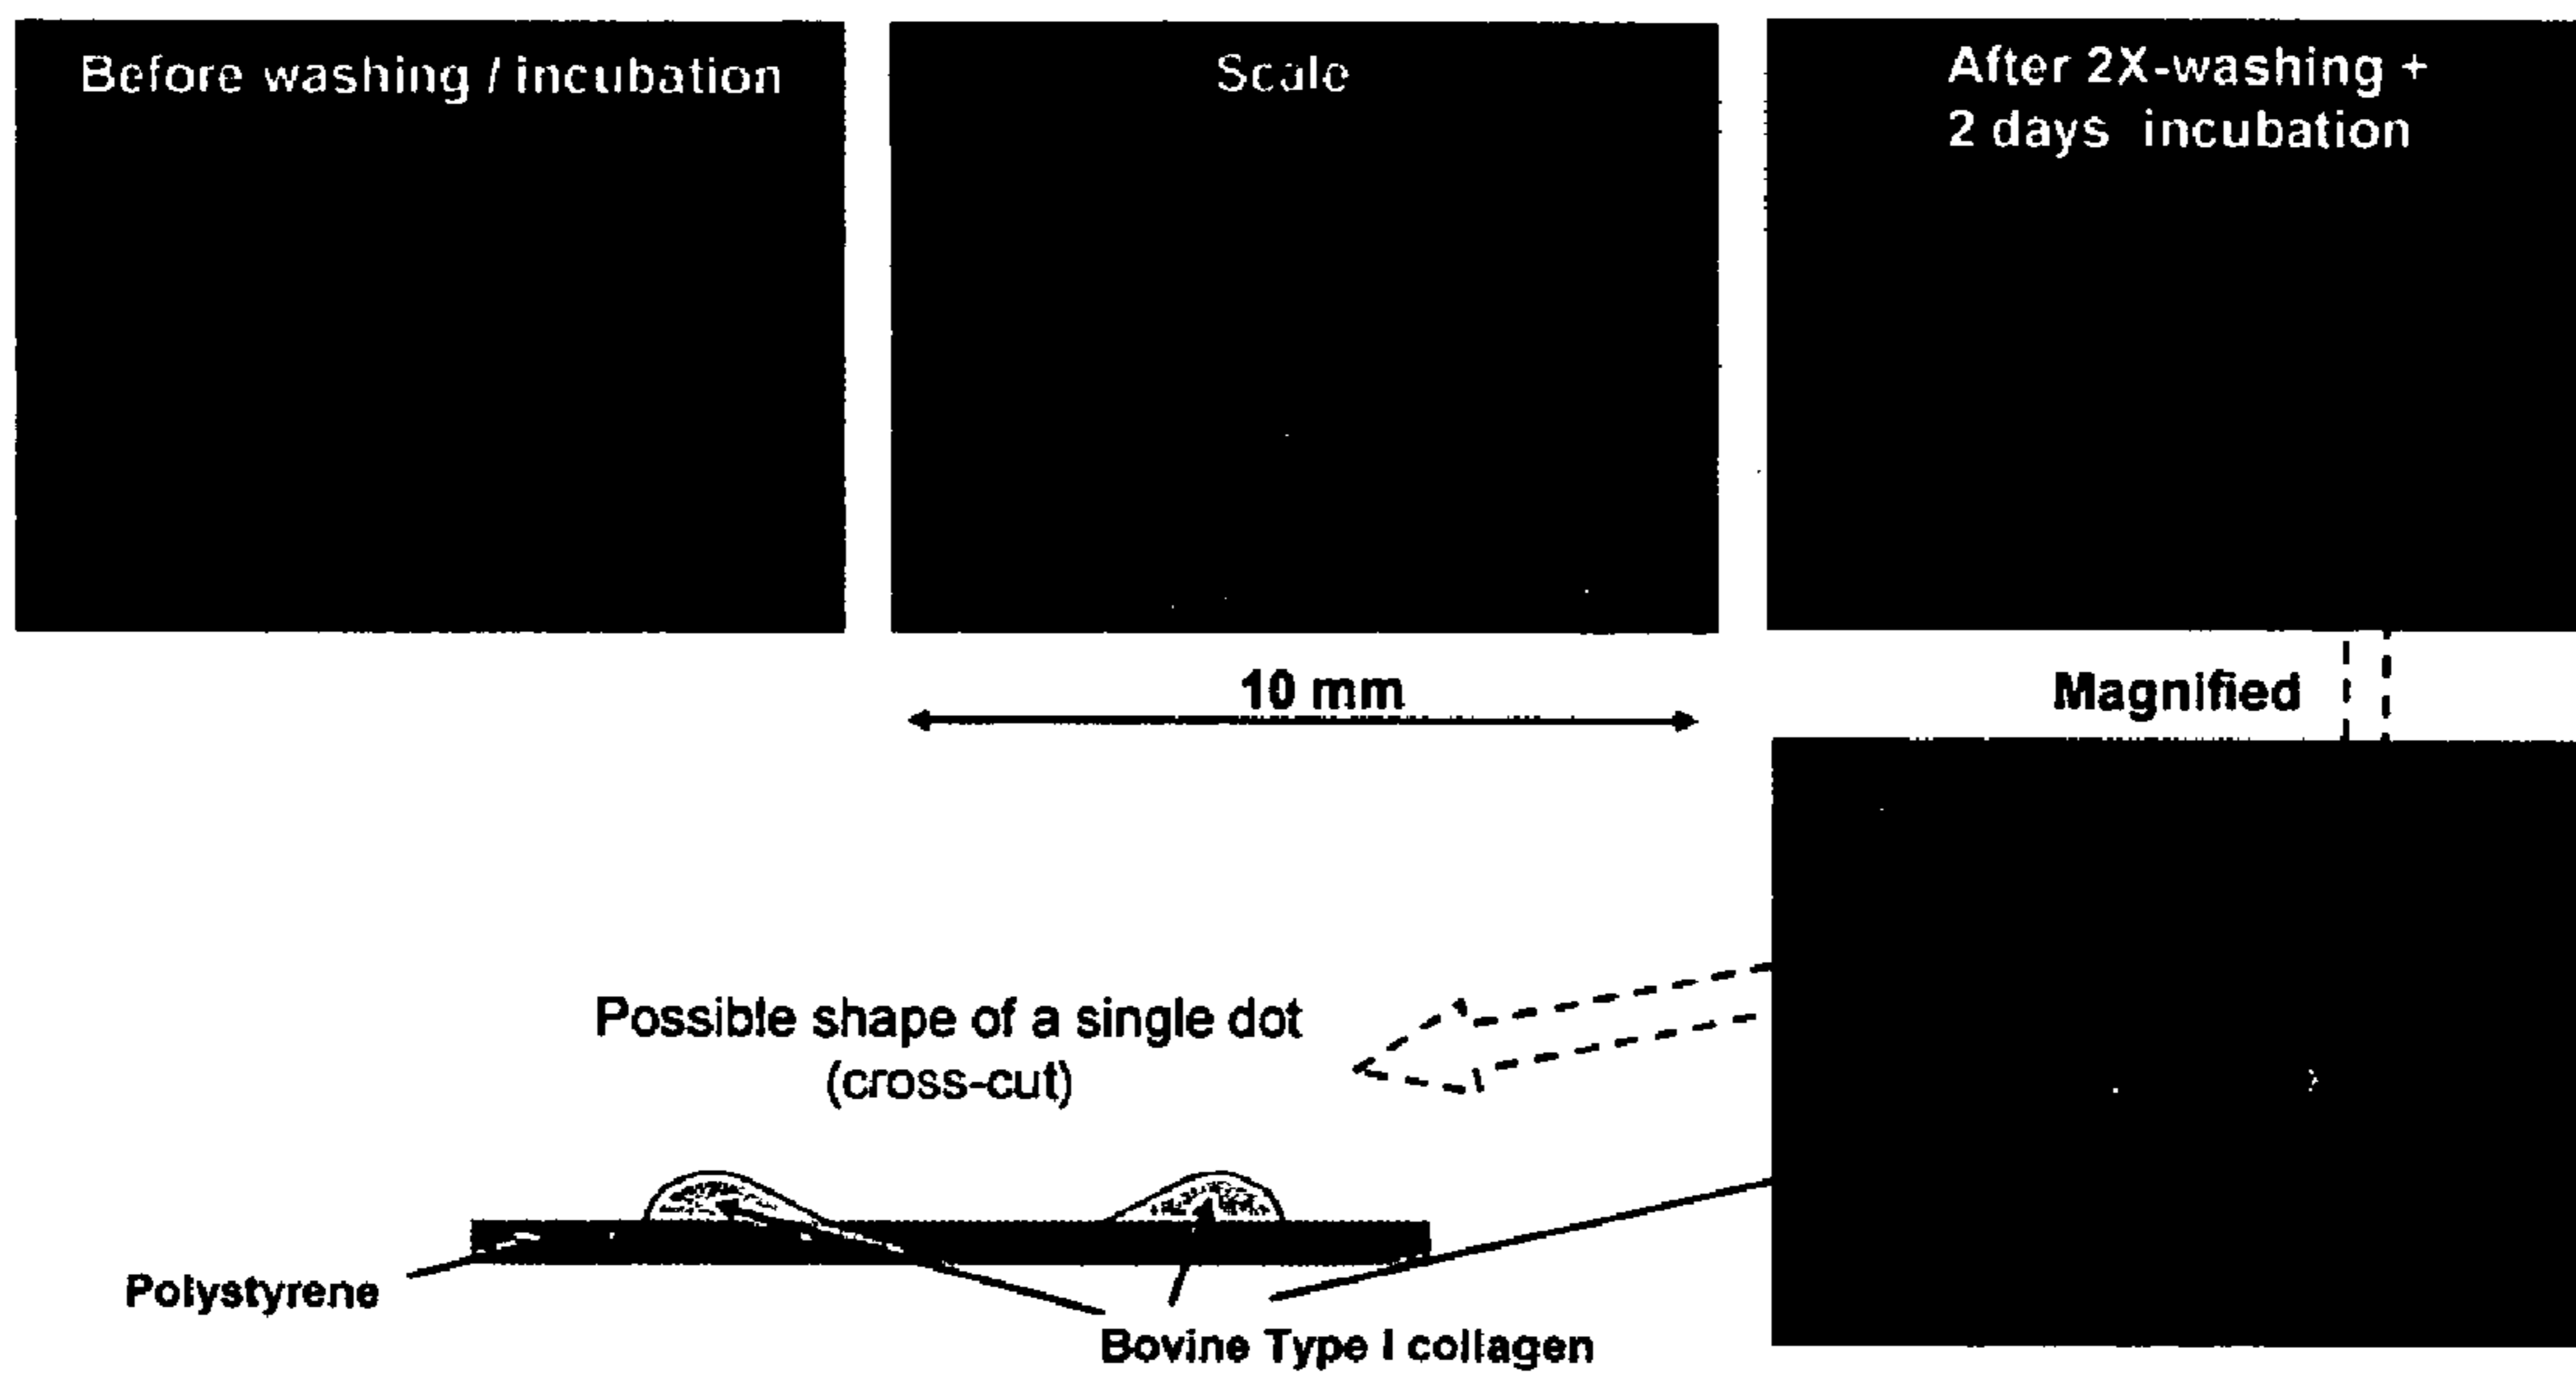 Before washing / incubation
Scale
After 2X-washing +
2 days incubation
10 mm
Magnified
Possible shape of a single dot
(cross-cut)
Polystyrene
Bovine Type I collagen